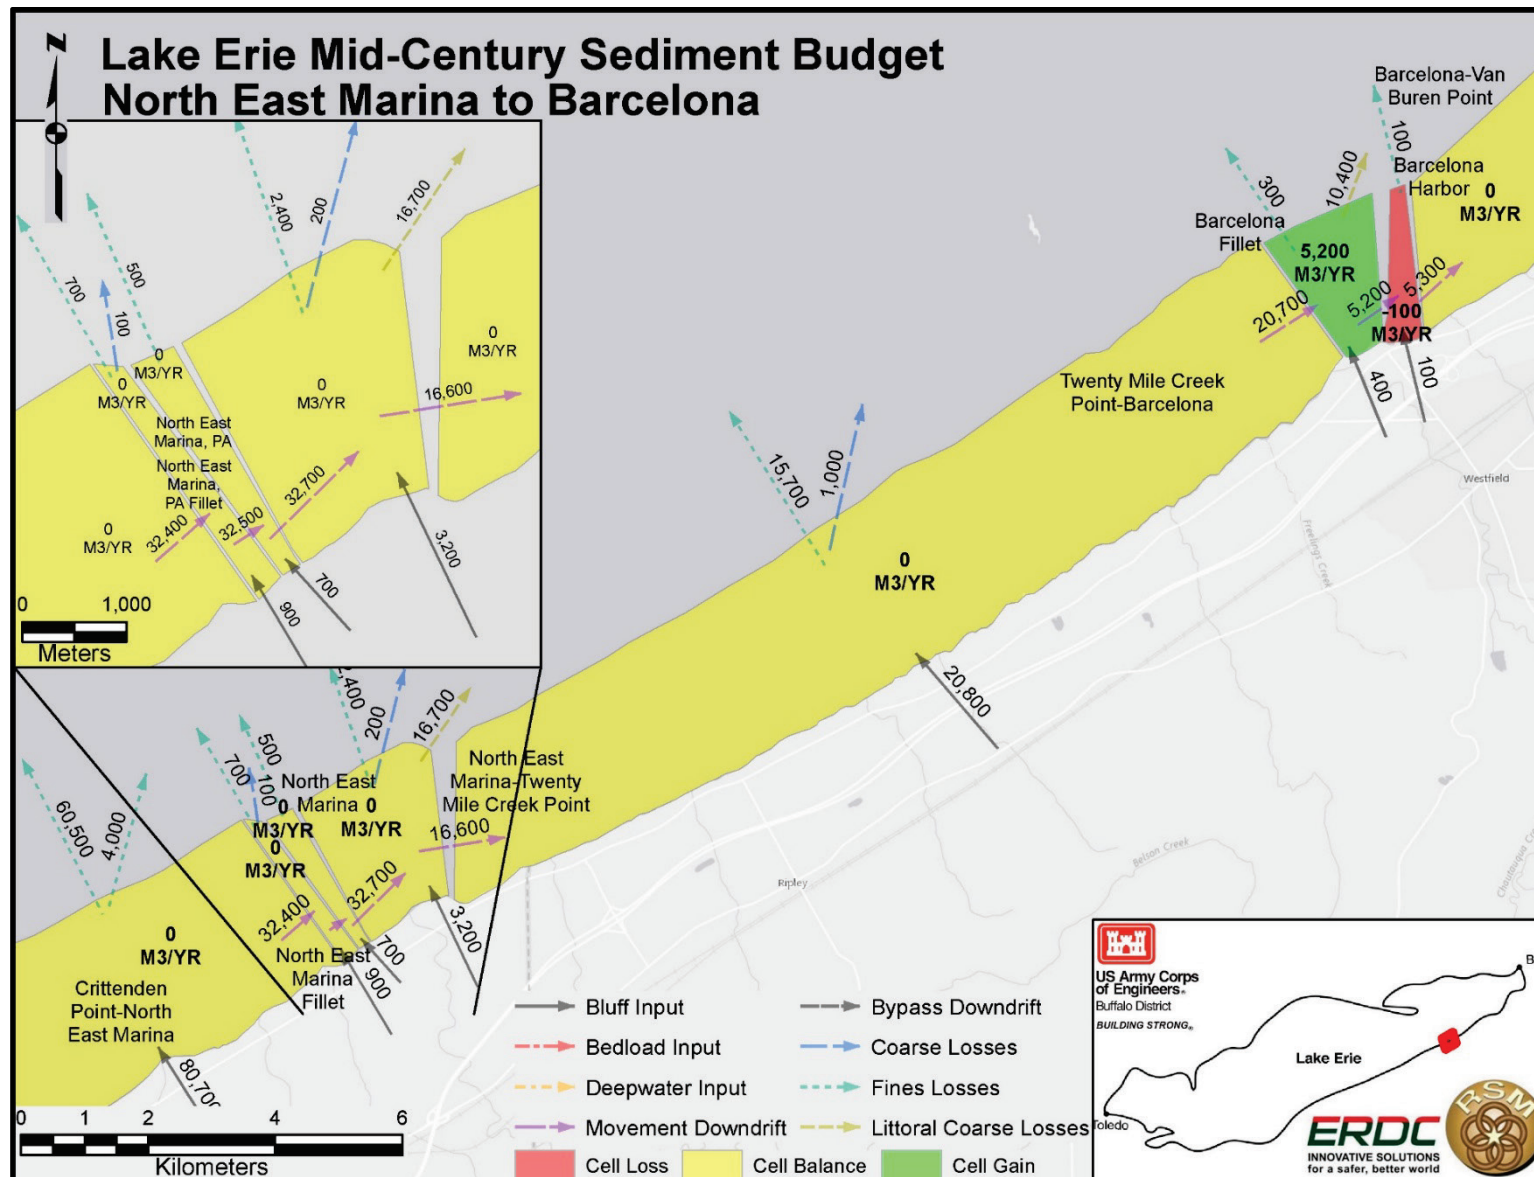 N
Lake Erie Mid-Century Sediment Budget
North East Marina to Barcelona
2,400
200
16,700
700
500
100
0
M3/YR
0
M3/YR
0
M3/YR
0
M3/YR
North East
Marina, PA
North East
Marina,
PA Fillet
0
M3/YR
32,400
32,500
32,700
16,600
3,200
700
900
0 1,000
Meters
Barcelona-Van
Buren Point
100
Barcelona
Harbor
0
M3/YR
300
10,400
Barcelona
Fillet
5,200
M3/YR
20,700
5,200
5,300
-100
M3/YR
400
100
Twenty Mile Creek
Point-Barcelona
15,700
1,000
0
M3/YR
20,800
Westfield
Freelings Creek
Belson Creek
Ripley
60,500
4,000
700
500
100
2,400
200
16,700
North East
Marina
0
M3/YR
0
M3/YR
0
M3/YR
North East
Marina-Twenty
Mile Creek Point
16,600
32,400
32,700
3,200
700
900
North East
Marina
Fillet
0
M3/YR
Crittenden
Point-North
East Marina
80,700
0 1 2 4 6
Kilometers
Bluff Input
Bypass Downdrift
Bedload Input
Coarse Losses
Deepwater Input
Fines Losses
Movement Downdrift
Littoral Coarse Losses
Cell Loss
Cell Balance
Cell Gain
US Army Corps
of Engineers®
Buffalo District
BUILDING STRONG®
Lake Erie
B
Toledo
ERDC
INNOVATIVE SOLUTIONS
for a safer, better world
RSM